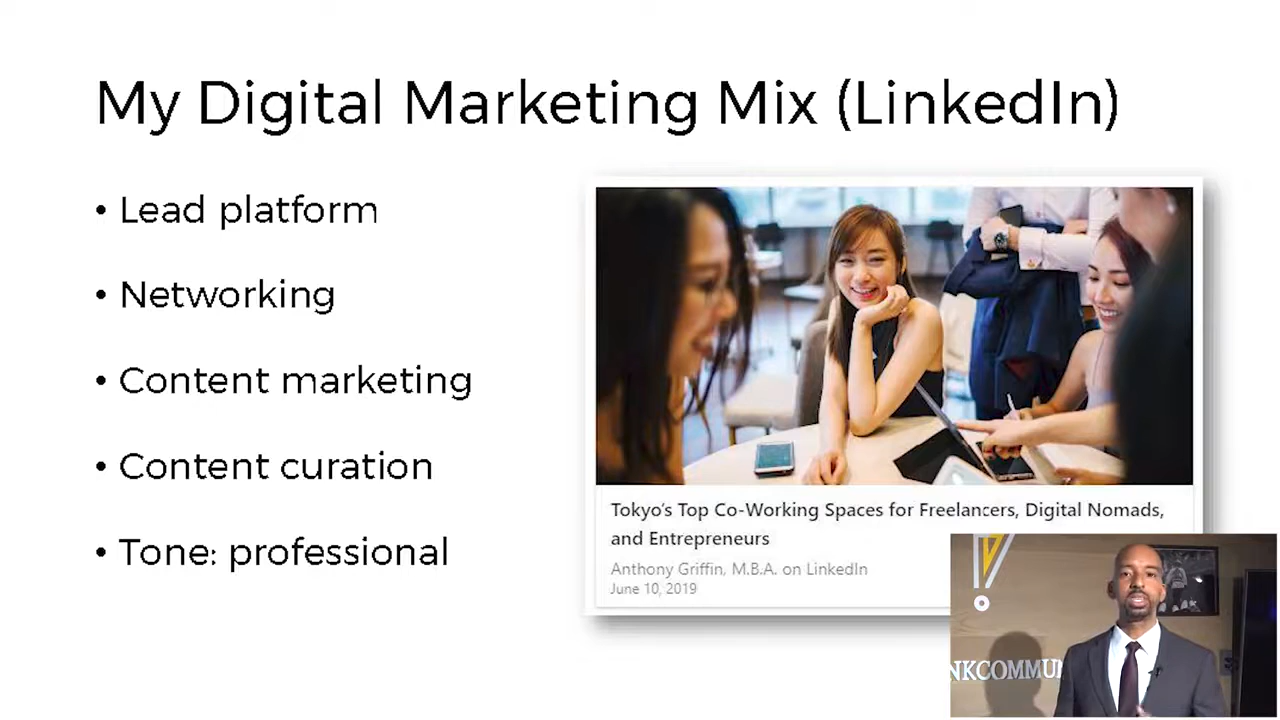 My Digital Marketing Mix (LinkedIn)
• Lead platform
• Networking
• Content marketing
• Content curation
• Tone: professional
Tokyo's Top Co-Working Spaces for Freelancers, Digital Nomads,
and Entrepreneurs
Anthony Griffin, M.B.A. on LinkedIn
June 10, 2019
NKCOMMUN